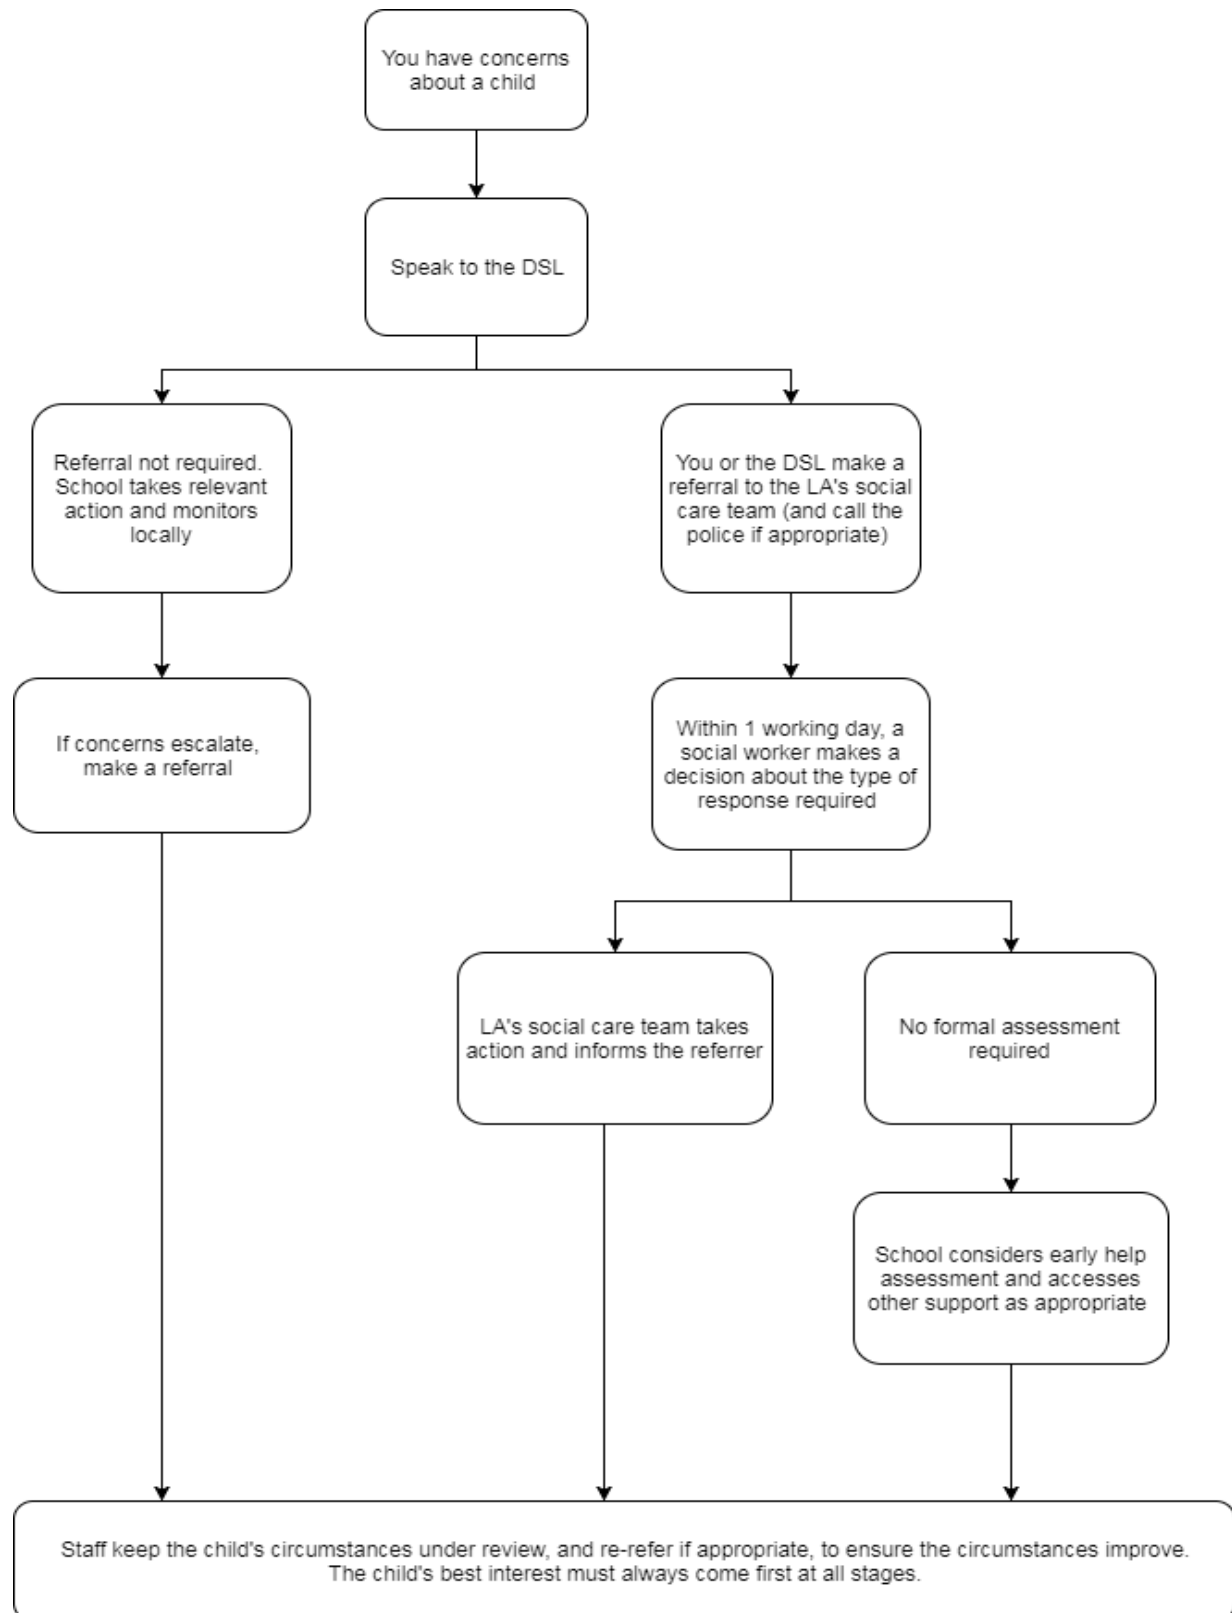 You have concerns
about a child
Speak to the DSL
Referral not required.
School takes relevant
action and monitors
locally
You or the DSL make a
referral to the LA's social
care team (and call the
police if appropriate)
If concerns escalate,
make a referral
Within 1 working day, a
social worker makes a
decision about the type of
response required
LA's social care team takes
action and informs the referrer
No formal assessment
required
School considers early help
assessment and accesses
other support as appropriate
Staff keep the child's circumstances under review, and re-refer if appropriate, to ensure the circumstances improve.
The child's best interest must always come first at all stages.